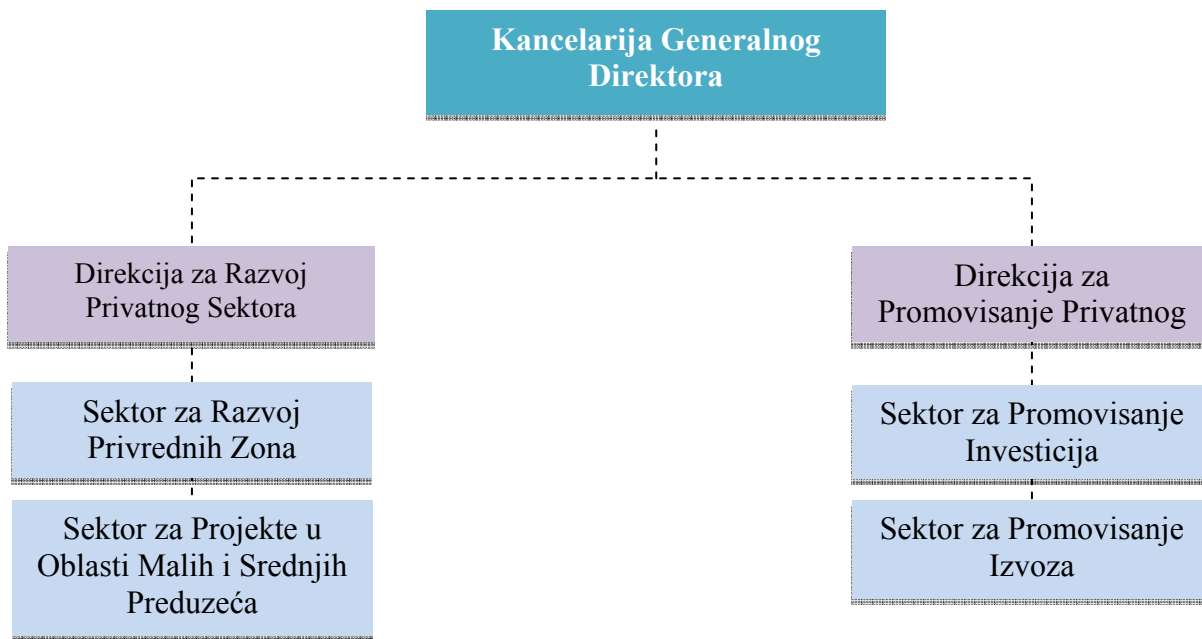 Kancelarija Generalnog
Direktora
Direkcija za Razvoj
Privatnog Sektora
Direkcija za
Promovisanje Privatnog
Sektor za Razvoj
Privrednih Zona
Sektor za Promovisanje
Investicija
Sektor za Projekte u
Oblasti Malih i Srednjih
Preduzeća
Sektor za Promovisanje
Izvoza